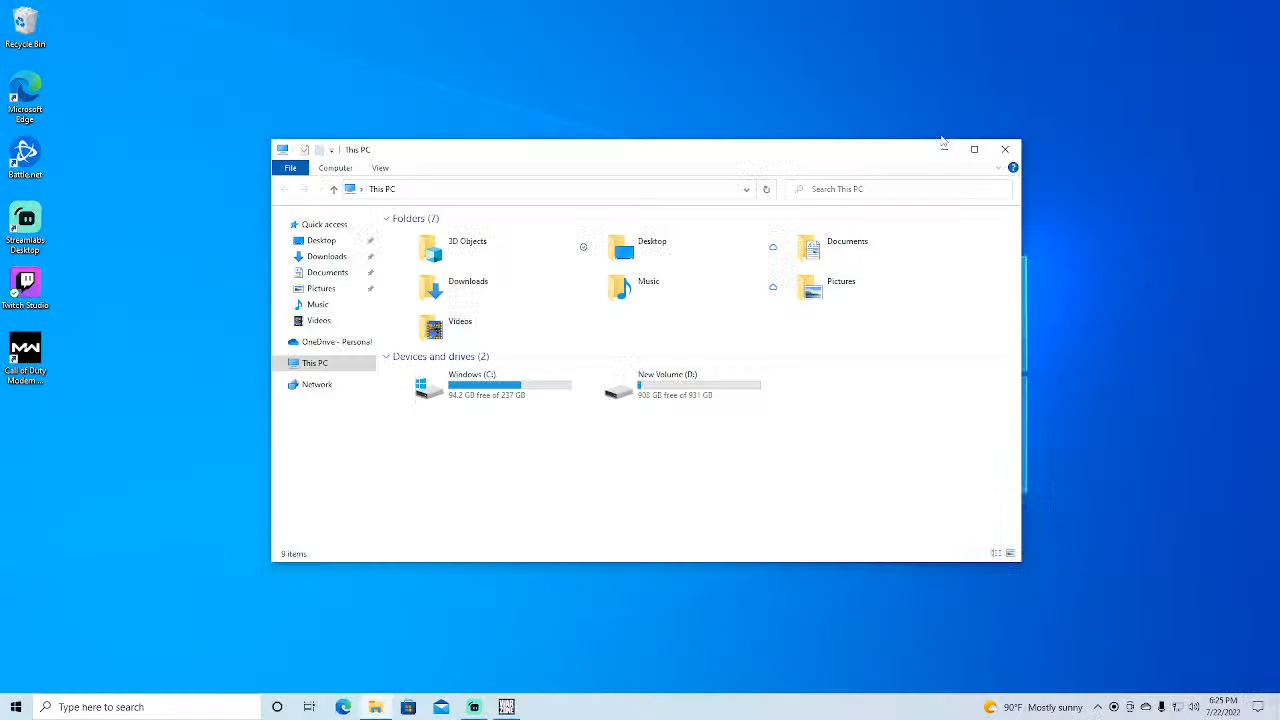 Recycle Bin
Microsoft
Edge
Battle.net
Streamlabs
Desktop
Twitch Studio
MW
Call of Duty
Modern ...
This PC
File
Computer
View
This PC
Search This PC
Quick access
Desktop
Downloads
Documents
Pictures
Music
Videos
OneDrive - Personal
This PC
Network
Folders (7)
3D Objects
Desktop
Documents
Downloads
Music
Pictures
Videos
Devices and drives (2)
Windows (C:)
94.2 GB free of 237 GB
New Volume (D:)
908 GB free of 931 GB
9 items
Type here to search
90°F Mostly sunny
6:25 PM
7/22/2022